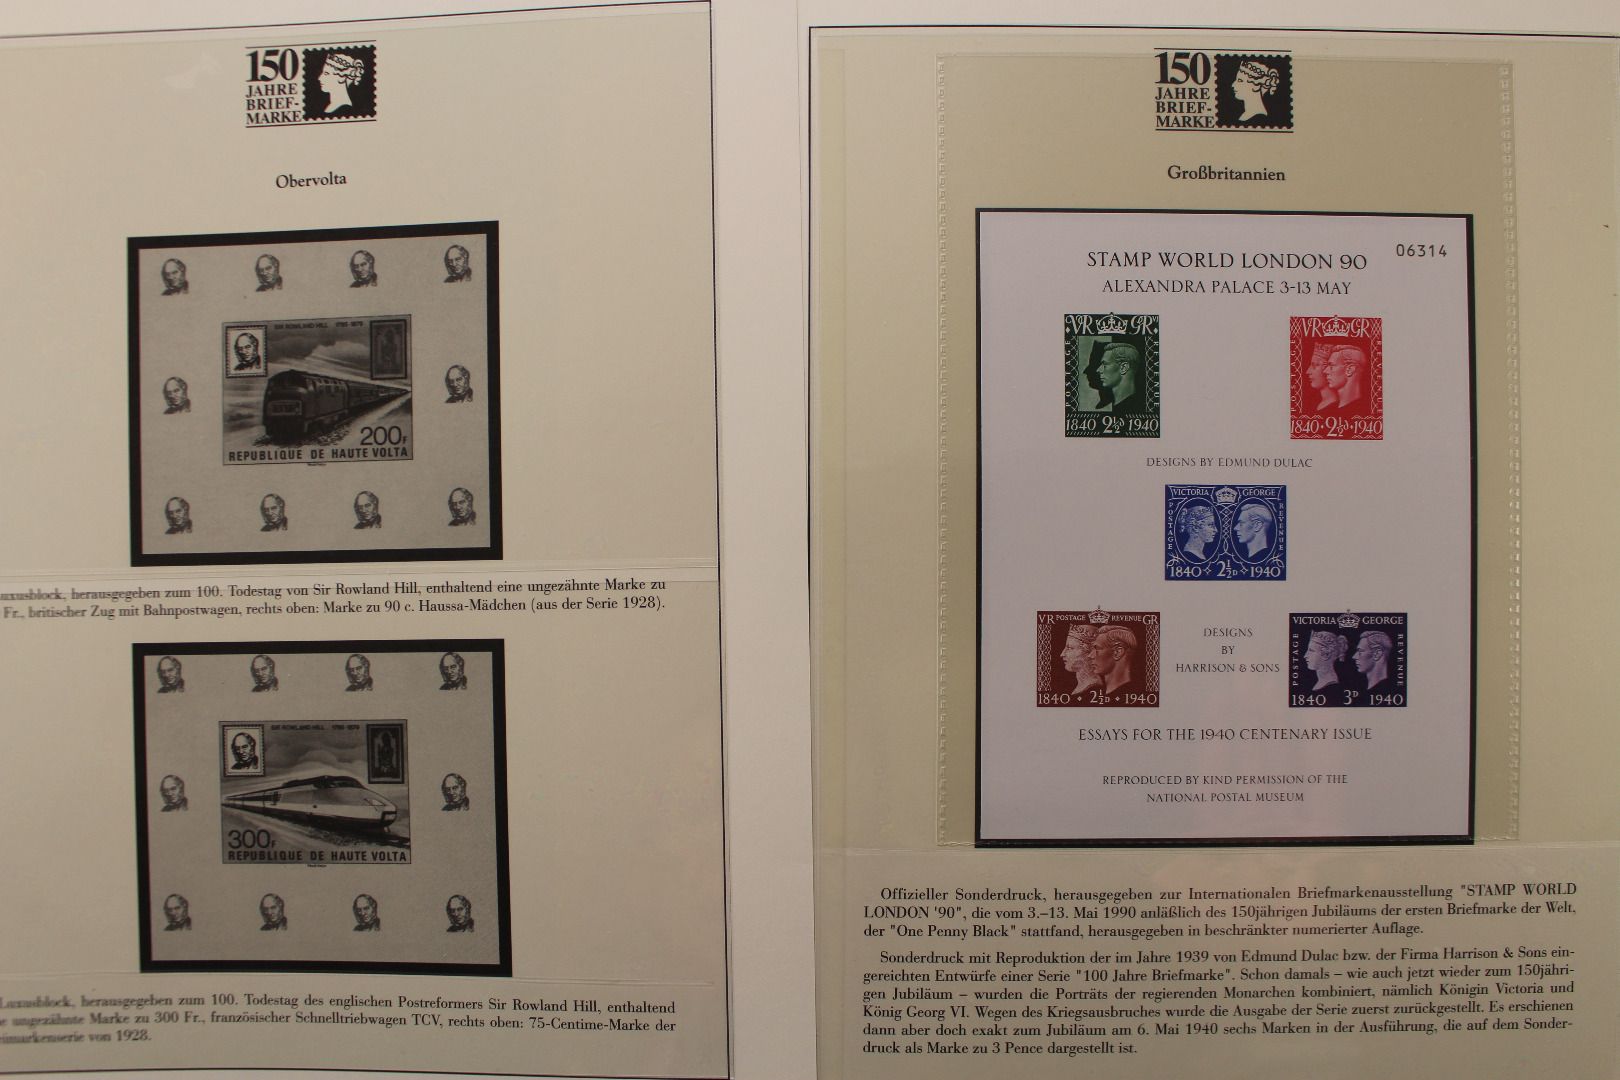 150
JAHRE
BRIEF-
MARKE
Obervolta
SIR ROWLAND HILL 1795-1879
200F
REPUBLIQUE DE HAUTE VOLTA
herausgegeben zum 100. Todestag von Sir Rowland Hill, enthaltend eine ungezähnte Marke zu
Fr., britischer Zug mit Bahnpostwagen, rechts oben: Marke zu 90 c. Haussa-Mädchen (aus der Serie 1928).
SIR ROWLAND HILL 1795-1879
300F
REPUBLIQUE DE HAUTE VOLTA
herausgegeben zum 100. Todestag des englischen Postreformers Sir Rowland Hill, enthaltend
ungezähnte Marke zu 300 Fr., französischer Schnelltriebwagen TCV, rechts oben: 75-Centime-Marke der
von 1928.
150
JAHRE
BRIEF-
MARKE
Großbritannien
06314
STAMP WORLD LONDON 90
ALEXANDRA PALACE 3-13 MAY
VR GRVI
POSTAGE REVENUE
1840 2½D 1940
VR GR
POSTAGE REVENUE
1840 · 2½D · 1940
DESIGNS BY EDMUND DULAC
VICTORIA GEORGE
POSTAGE REVENUE
1840 2½D 1940
VR POSTAGE REVENUE GR
1840 · 2½D · 1940
DESIGNS
BY
HARRISON & SONS
VICTORIA GEORGE
POSTAGE REVENUE
1840 3D 1940
ESSAYS FOR THE 1940 CENTENARY ISSUE
REPRODUCED BY KIND PERMISSION OF THE
NATIONAL POSTAL MUSEUM
Offizieller Sonderdruck, herausgegeben zur Internationalen Briefmarkenausstellung "STAMP WORLD
LONDON '90", die vom 3.–13. Mai 1990 anläßlich des 150jährigen Jubiläums der ersten Briefmarke der Welt,
der "One Penny Black" stattfand, herausgegeben in beschränkter numerierter Auflage.
Sonderdruck mit Reproduktion der im Jahre 1939 von Edmund Dulac bzw. der Firma Harrison & Sons ein-
gereichten Entwürfe einer Serie "100 Jahre Briefmarke". Schon damals – wie auch jetzt wieder zum 150jähri-
gen Jubiläum – wurden die Porträts der regierenden Monarchen kombiniert, nämlich Königin Victoria und
König Georg VI. Wegen des Kriegsausbruches wurde die Ausgabe der Serie zuerst zurückgestellt. Es erschienen
dann aber doch exakt zum Jubiläum am 6. Mai 1940 sechs Marken in der Ausführung, die auf dem Sonder-
druck als Marke zu 3 Pence dargestellt ist.